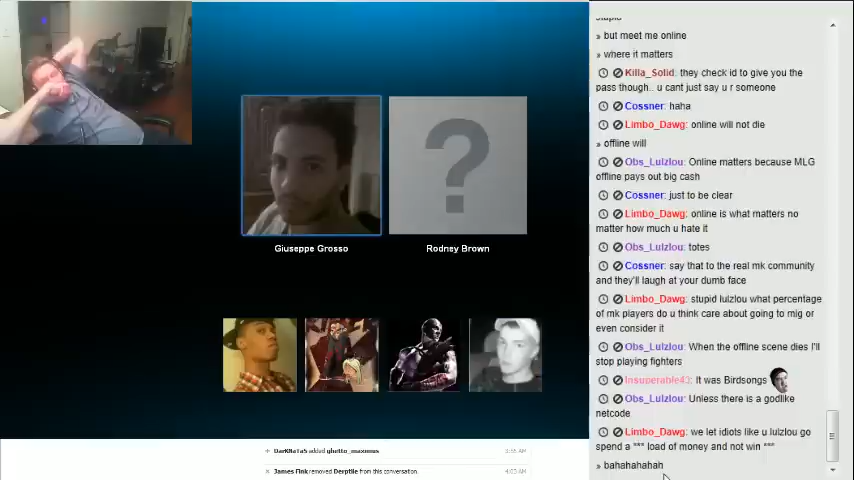 Giuseppe Grosso
Rodney Brown
DarKNaTaS added ghetto_maximus
James Fink removed Derptile from this conversation.
4:03 AM
» but meet me online
» where it matters
Killa_Solid: they check id to give you the
pass though.. u cant just say u r someone
Cossner: haha
Limbo_Dawg: online will not die
» offline will
Obs_Lulzlou: Online matters because MLG
offline pays out big cash
Cossner: just to be clear
Limbo_Dawg: online is what matters no
matter how much u hate it
Obs_Lulzlou: totes
Cossner: say that to the real mk community
and they'll laugh at your dumb face
Limbo_Dawg: stupid lulzlou what percentage
of mk players do u think care about going to mlg or
even consider it
Obs_Lulzlou: When the offline scene dies I'll
stop playing fighters
Insuperable43: It was Birdsongs
Obs_Lulzlou: Unless there is a godlike
netcode
Limbo_Dawg: we let idiots like u lulzlou go
spend a *** load of money and not win ***
» bahahahahah